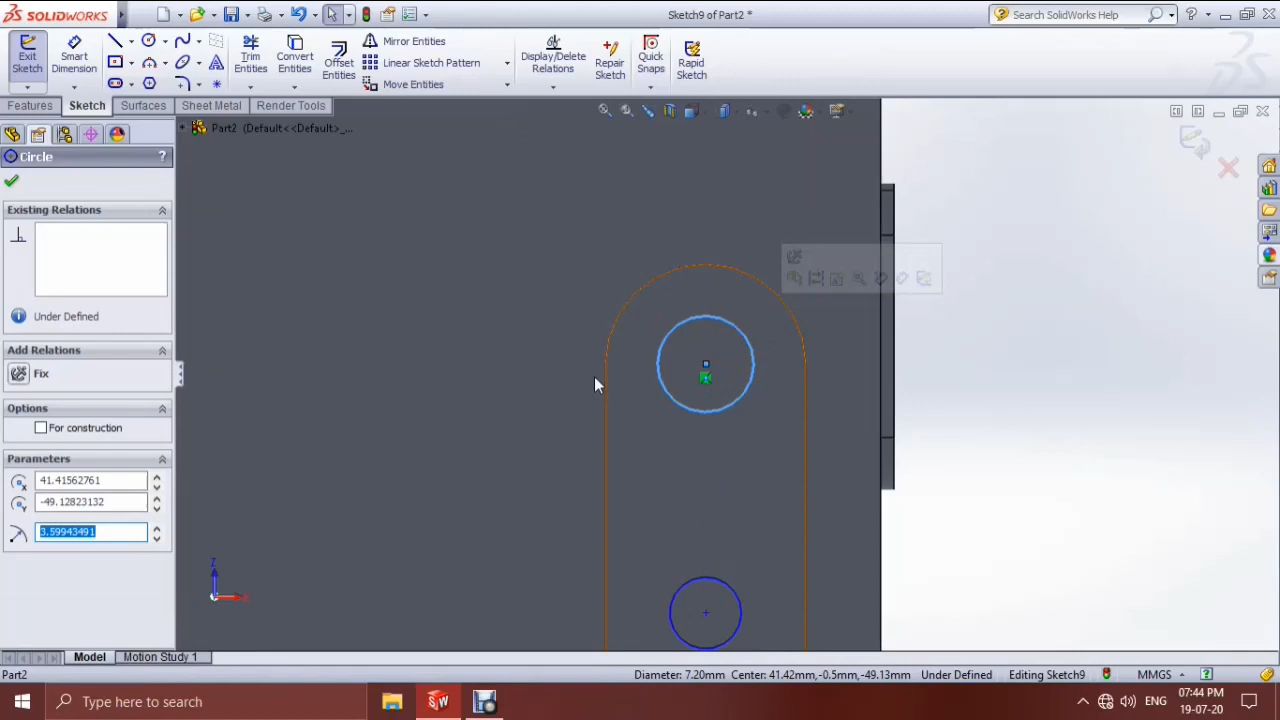 SOLIDWORKS
Sketch9 of Part2 *
Search SolidWorks Help
Exit Sketch
Smart Dimension
Trim Entities
Convert Entities
Offset Entities
Mirror Entities
Linear Sketch Pattern
Move Entities
Display/Delete Relations
Repair Sketch
Quick Snaps
Rapid Sketch
Features Sketch Surfaces Sheet Metal Render Tools
Part2 (Default<<Default>_...
Circle ?
Existing Relations
Under Defined
Add Relations
Fix
Options
For construction
Parameters
41.41562761
-49.12823132
3.59943491
Z
Model Motion Study 1
Part2 Diameter: 7.20mm Center: 41.42mm,-0.5mm,-49.13mm Under Defined Editing Sketch9 MMGS
Type here to search
SW
ENG
07:44 PM
19-07-20